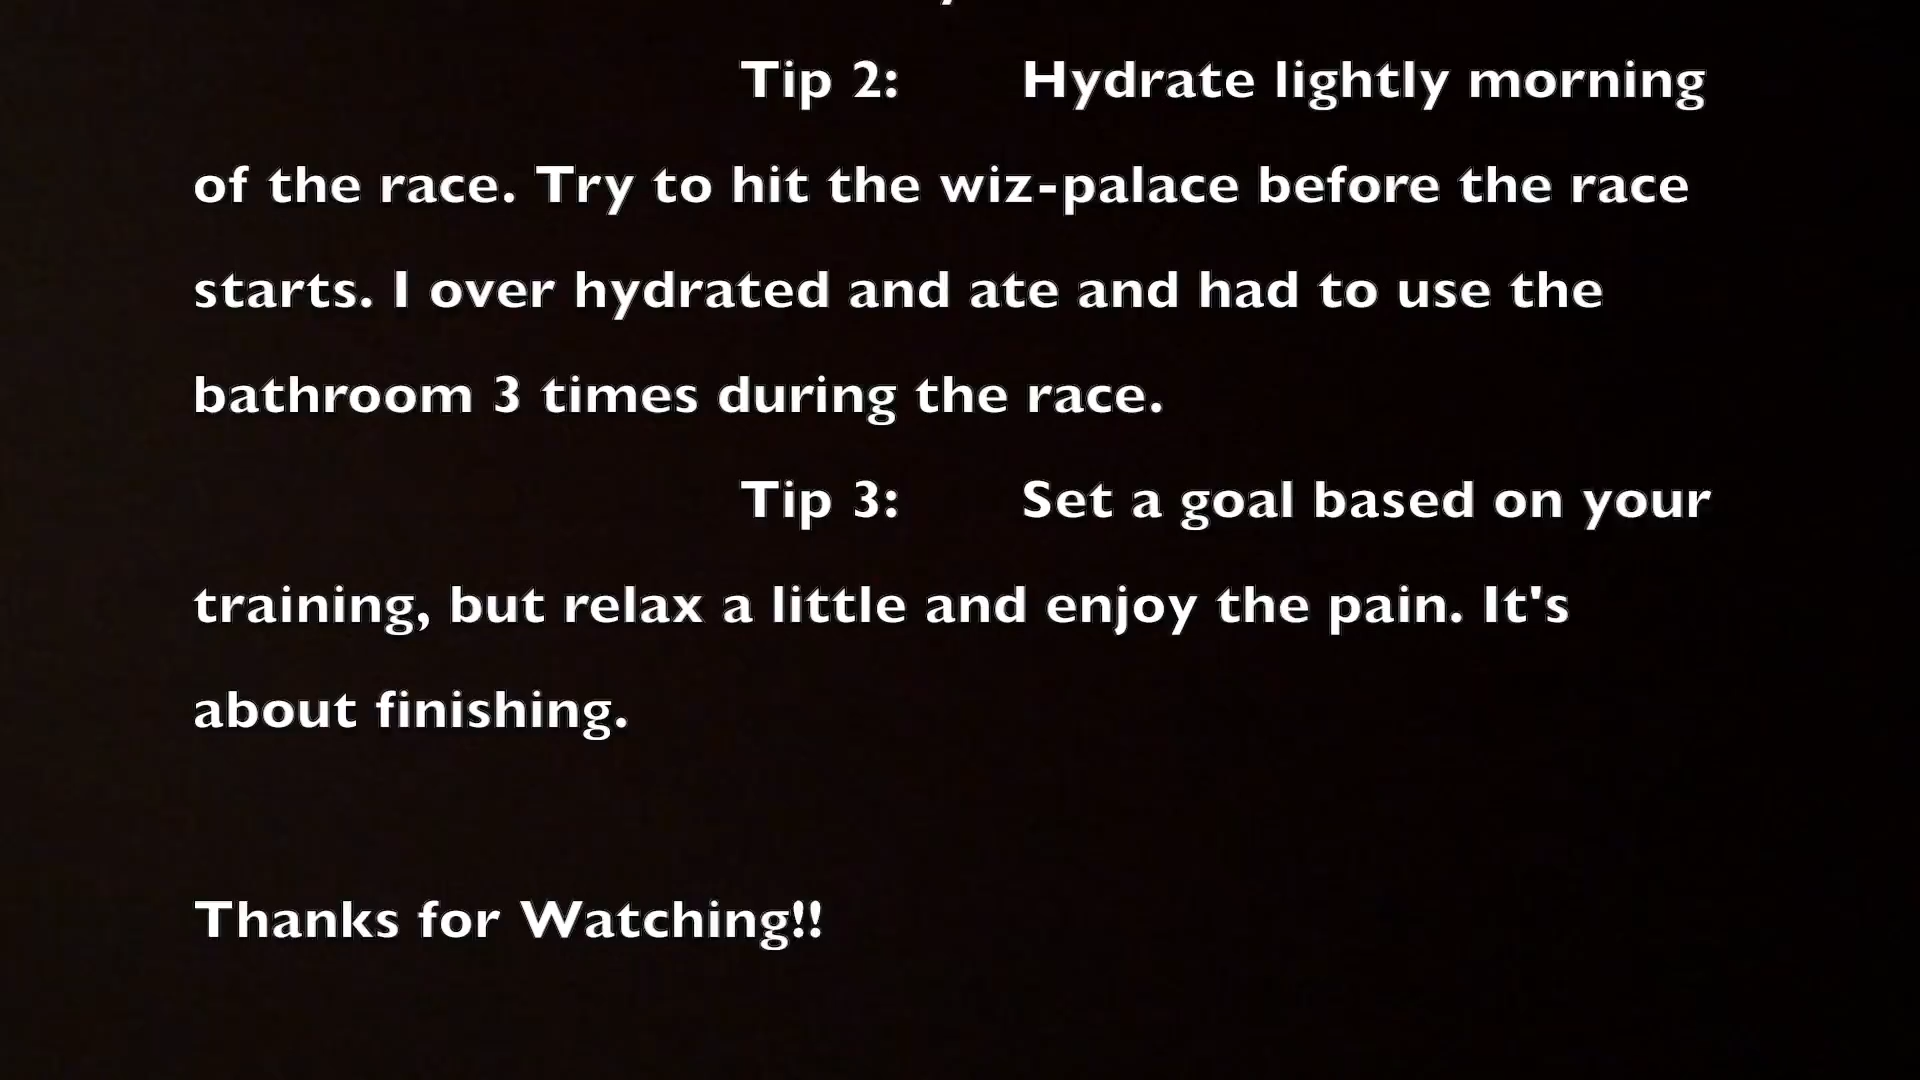 Tip 2: Hydrate lightly morning
of the race. Try to hit the wiz-palace before the race
starts. I over hydrated and ate and had to use the
bathroom 3 times during the race.
Tip 3: Set a goal based on your
training, but relax a little and enjoy the pain. It's
about finishing.
Thanks for Watching!!